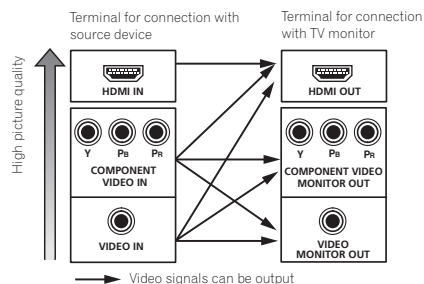 Terminal for connection with
source device
Terminal for connection
with TV monitor
High picture quality
HDMI IN
HDMI OUT
Y PB PR
COMPONENT
VIDEO IN
Y PB PR
COMPONENT VIDEO
MONITOR OUT
VIDEO IN
VIDEO
MONITOR OUT
Video signals can be output